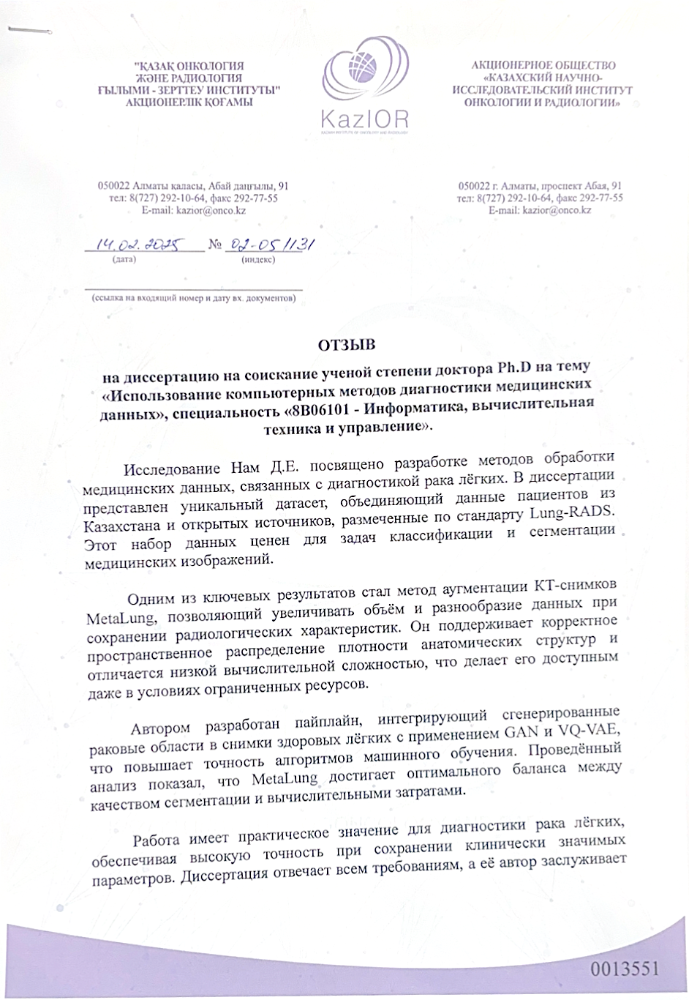 "ҚАЗАҚ ОНКОЛОГИЯ
ЖӘНЕ РАДИОЛОГИЯ
ҒЫЛЫМИ - ЗЕРТТЕУ ИНСТИТУТЫ"
АКЦИОНЕРЛІК ҚОҒАМЫ
KazIOR
KAZAKH INSTITUTE OF ONCOLOGY AND RADIOLOGY
АКЦИОНЕРНОЕ ОБЩЕСТВО
«КАЗАХСКИЙ НАУЧНО-
ИССЛЕДОВАТЕЛЬСКИЙ ИНСТИТУТ
ОНКОЛОГИИ И РАДИОЛОГИИ»
050022 Алматы қаласы, Абай даңғылы, 91
тел: 8(727) 292-10-64, факс 292-77-55
E-mail: kazior@onco.kz
050022 г. Алматы, проспект Абая, 91
тел: 8(727) 292-10-64, факс 292-77-55
E-mail: kazior@onco.kz
14.02.2025 № 02-05/131
(дата) (индекс)
(ссылка на входящий номер и дату вх. документов)
ОТЗЫВ
на диссертацию на соискание ученой степени доктора Ph.D на тему
«Использование компьютерных методов диагностики медицинских
данных», специальность «8В06101 - Информатика, вычислительная
техника и управление».
Исследование Нам Д.Е. посвящено разработке методов обработки
медицинских данных, связанных с диагностикой рака лёгких. В диссертации
представлен уникальный датасет, объединяющий данные пациентов из
Казахстана и открытых источников, размеченные по стандарту Lung-RADS.
Этот набор данных ценен для задач классификации и сегментации
медицинских изображений.
Одним из ключевых результатов стал метод аугментации КТ-снимков
MetaLung, позволяющий увеличивать объём и разнообразие данных при
сохранении радиологических характеристик. Он поддерживает корректное
пространственное распределение плотности анатомических структур и
отличается низкой вычислительной сложностью, что делает его доступным
даже в условиях ограниченных ресурсов.
Автором разработан пайплайн, интегрирующий сгенерированные
раковые области в снимки здоровых лёгких с применением GAN и VQ-VAE,
что повышает точность алгоритмов машинного обучения. Проведённый
анализ показал, что MetaLung достигает оптимального баланса между
качеством сегментации и вычислительными затратами.
Работа имеет практическое значение для диагностики рака лёгких,
обеспечивая высокую точность при сохранении клинически значимых
параметров. Диссертация отвечает всем требованиям, а её автор заслуживает
0013551